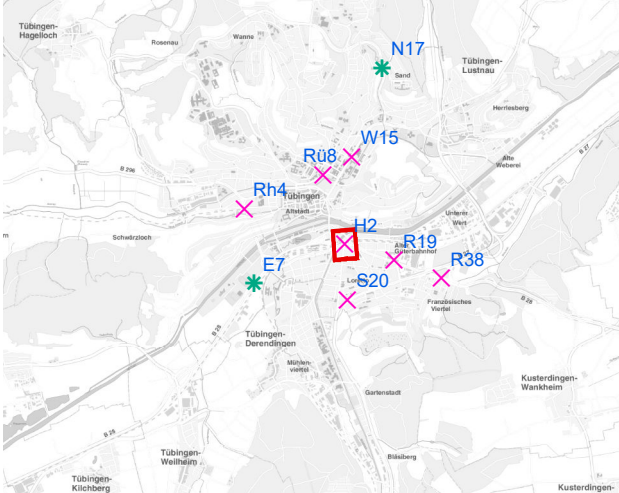 Tübingen-
Hagelloch
Rosenau
Wanne
N17
Sand
Tübingen-
Lustnau
Herrlesberg
W15
Rü8
B 27
Alte
Weberei
B 296
Rh4
Tübingen
Altstadt
Unterer
Wert
H2
Schwärzloch
R19
Alter
Güterbahnhof
R38
E7
S20
B 28
Französisches
Viertel
B 28
Tübingen-
Derendingen
Mühlen-
viertel
Kusterdingen-
Wankheim
Gartenstadt
B 28
Tübingen-
Weilheim
Bläsiberg
Tübingen-
Kilchberg
Kusterdingen-